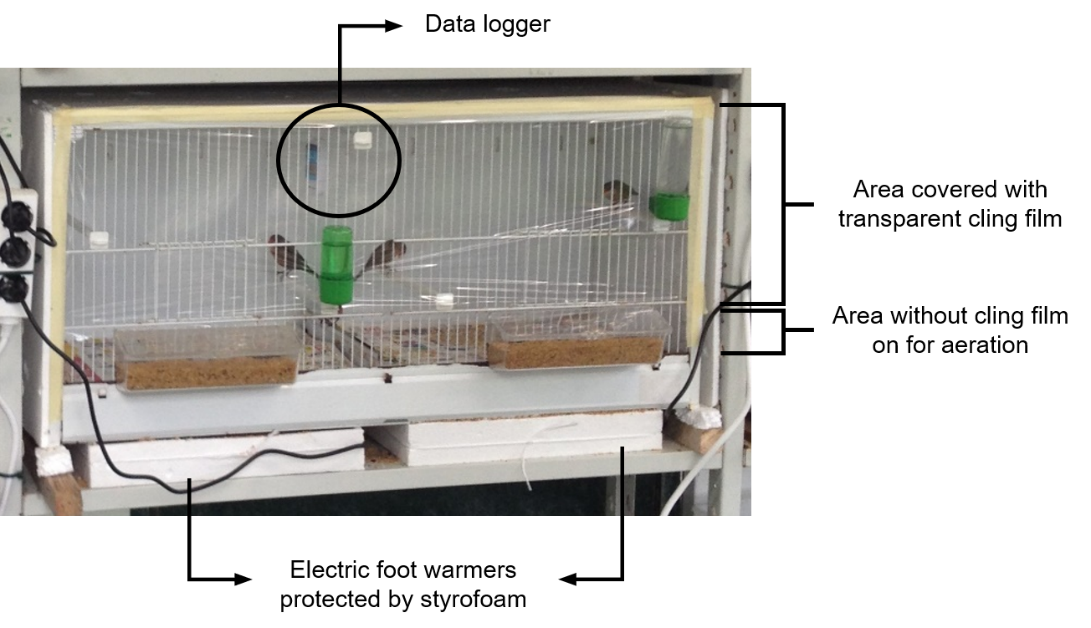 Data logger
Area covered with
transparent cling film
Area without cling film
on for aeration
Electric foot warmers
protected by styrofoam